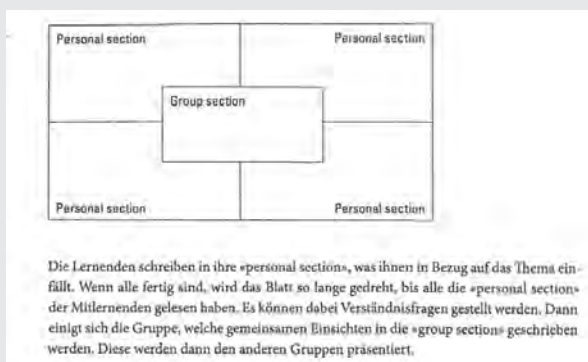 Personal section Personal section
Group section
Personal section Personal section
Die Lernenden schreiben in ihre «personal section», was ihnen in Bezug auf das Thema ein-
fällt. Wenn alle fertig sind, wird das Blatt so lange gedreht, bis alle die «personal section»
der Mitlernenden gelesen haben. Es können dabei Verständnisfragen gestellt werden. Dann
einigt sich die Gruppe, welche gemeinsamen Einsichten in die «group section» geschrieben
werden. Diese werden dann den anderen Gruppen präsentiert.